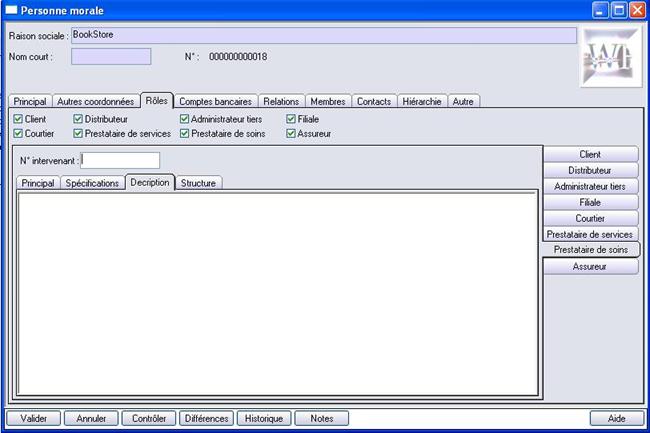 Personne morale
Raison sociale : BookStore
Nom court : N° : 000000000018
Principal Autres coordonnées Rôles Comptes bancaires Relations Membres Contacts Hiérarchie Autre
Client Distributeur Administrateur tiers Filiale
Courtier Prestataire de services Prestataire de soins Assureur
N° intervenant :
Principal Spécifications Decription Structure
Client
Distributeur
Administrateur tiers
Filiale
Courtier
Prestataire de services
Prestataire de soins
Assureur
Valider Annuler Contrôler Différences Historique Notes Aide